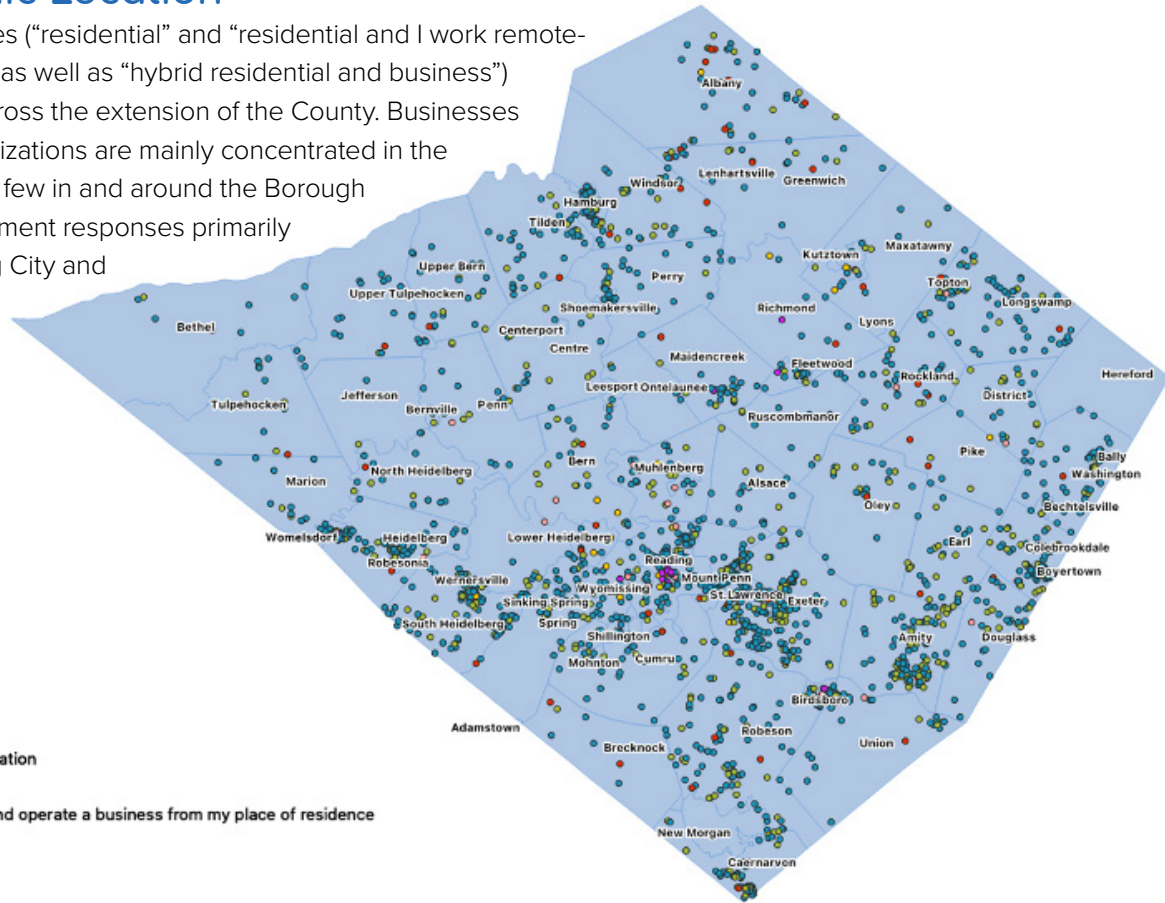 es (“residential” and “residential and I work remote-
as well as “hybrid residential and business”)
ross the extension of the County. Businesses
izations are mainly concentrated in the
few in and around the Borough
ment responses primarily
City and
Albany
Lenhartsville
Greenwich
Windsor
Hamburg
Tilden
Kutztown
Maxatawny
Upper Bern
Perry
Topton
Upper Tulpehocken
Shoemakersville
Richmond
Longswamp
Bethel
Centerport
Lyons
Centre
Maidencreek
Fleetwood
Rockland
Hereford
Leesport
Ontelaunee
Jefferson
District
Tulpehocken
Bernville
Penn
Ruscombmanor
Pike
Bally
Bern
Muhlenberg
North Heidelberg
Washington
Marion
Alsace
Oley
Bechtelsville
Womelsdorf
Heidelberg
Lower Heidelberg
Earl
Colebrookdale
Robesonia
Reading
Boyertown
Wernersville
Mount Penn
Wyomissing
St. Lawrence
Exeter
Sinking Spring
South Heidelberg
Spring
Shillington
Amity
Douglass
Mohnton
Cumru
Birdsboro
Adamstown
Robeson
Union
Brecknock
ation
nd operate a business from my place of residence
New Morgan
Caernarvon